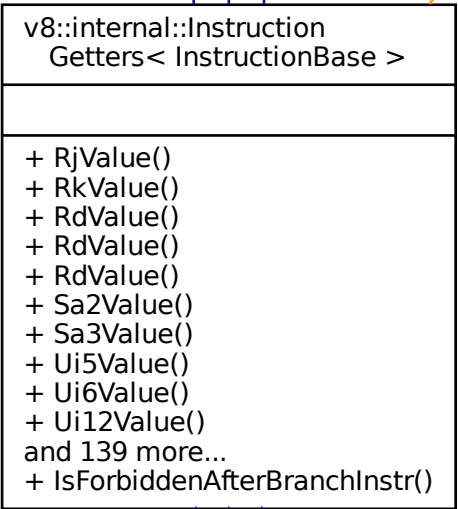 v8::internal::Instruction
Getters< InstructionBase >
+ RjValue()
+ RkValue()
+ RdValue()
+ RdValue()
+ RdValue()
+ Sa2Value()
+ Sa3Value()
+ Ui5Value()
+ Ui6Value()
+ Ui12Value()
and 139 more...
+ IsForbiddenAfterBranchInstr()